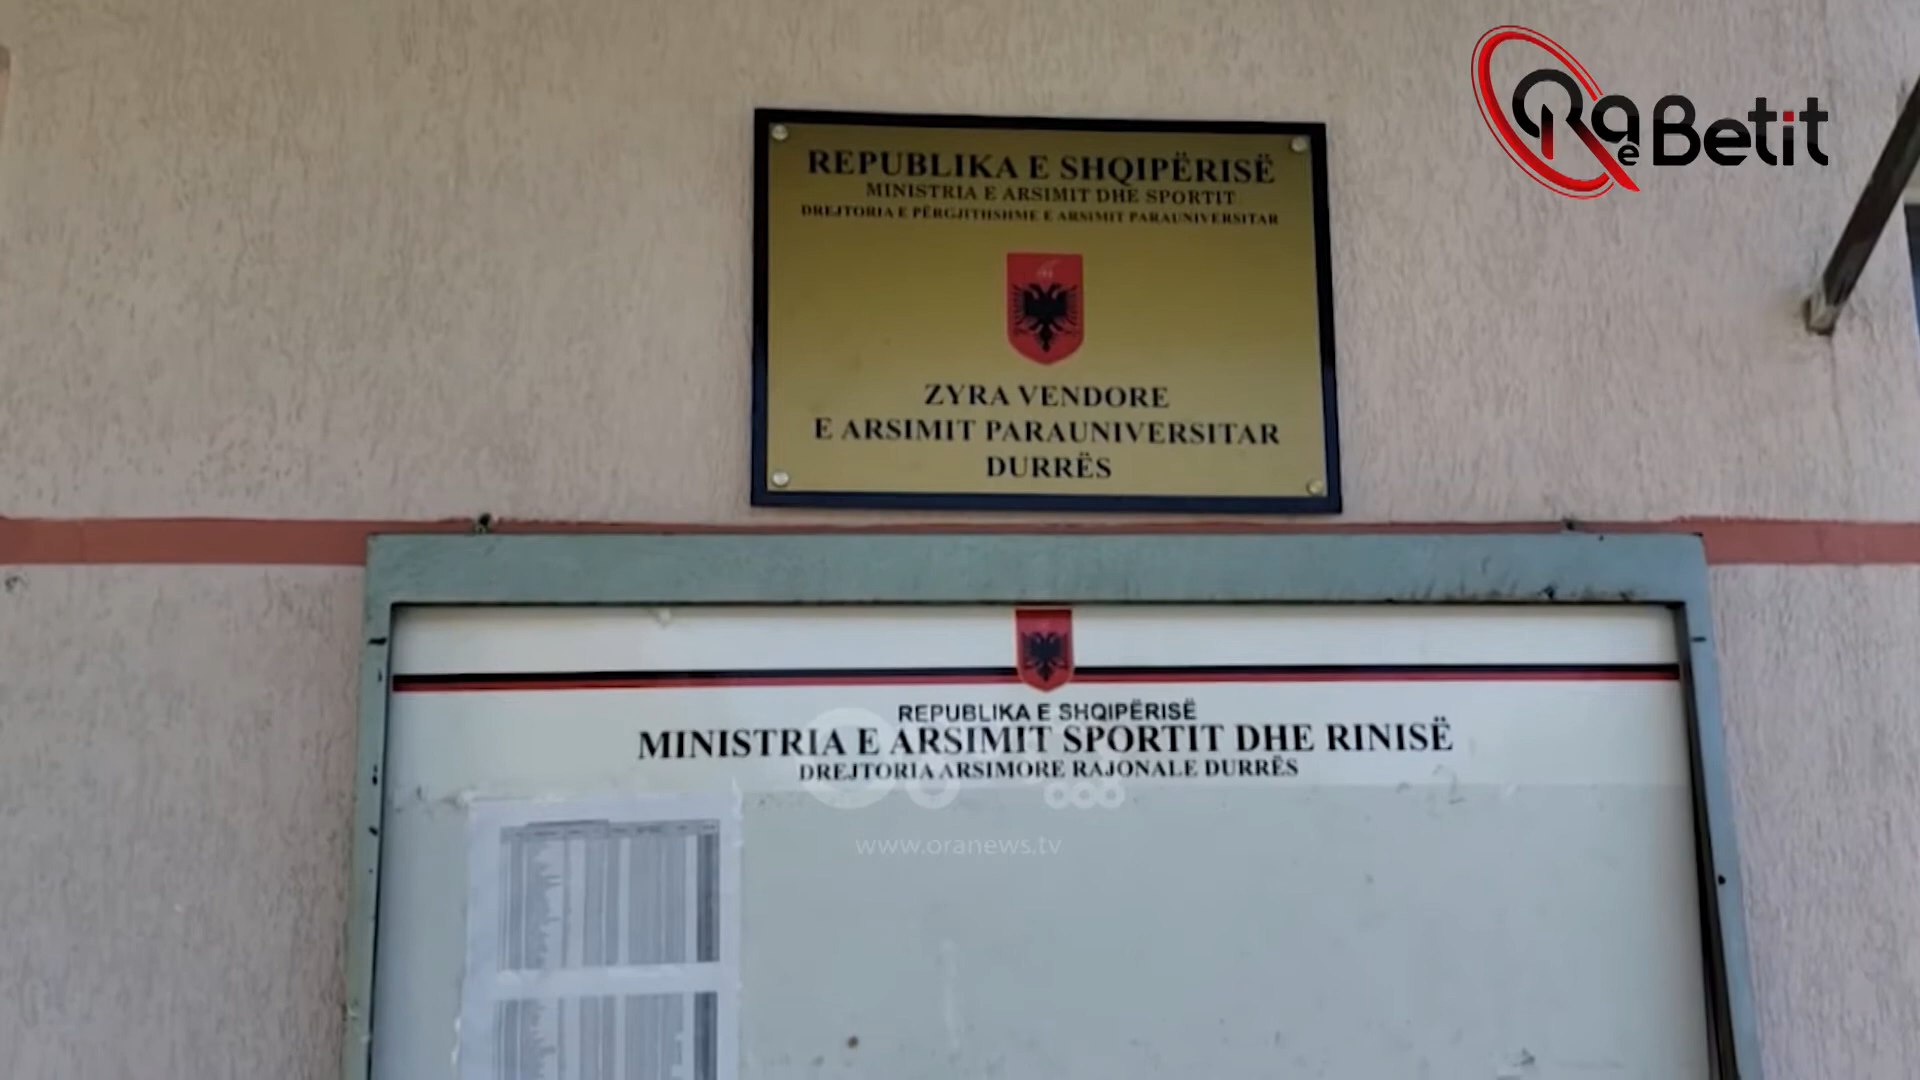 Ora e Betit
REPUBLIKA E SHQIPËRISË
MINISTRIA E ARSIMIT DHE SPORTIT
DREJTORIA E PËRGJITHSHME E ARSIMIT PARAUNIVERSITAR
ZYRA VENDORE
E ARSIMIT PARAUNIVERSITAR
DURRËS
REPUBLIKA E SHQIPËRISË
MINISTRIA E ARSIMIT SPORTIT DHE RINISË
DREJTORIA ARSIMORE RAJONALE DURRËS
www.oranews.tv